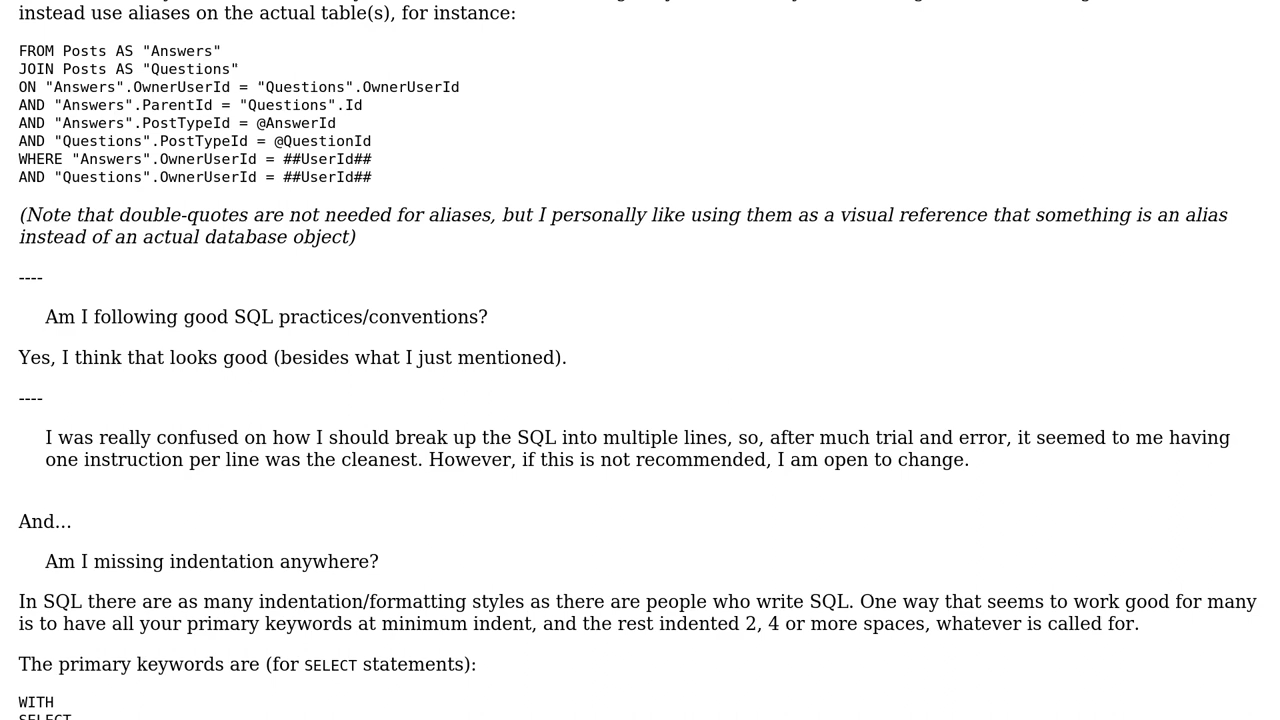 instead use aliases on the actual table(s), for instance:
FROM Posts AS "Answers"
JOIN Posts AS "Questions"
ON "Answers".OwnerUserId = "Questions".OwnerUserId
AND "Answers".ParentId = "Questions".Id
AND "Answers".PostTypeId = @AnswerId
AND "Questions".PostTypeId = @QuestionId
WHERE "Answers".OwnerUserId = ##UserId##
AND "Questions".OwnerUserId = ##UserId##
(Note that double-quotes are not needed for aliases, but I personally like using them as a visual reference that something is an alias
instead of an actual database object)
----
Am I following good SQL practices/conventions?
Yes, I think that looks good (besides what I just mentioned).
----
I was really confused on how I should break up the SQL into multiple lines, so, after much trial and error, it seemed to me having
one instruction per line was the cleanest. However, if this is not recommended, I am open to change.
And...
Am I missing indentation anywhere?
In SQL there are as many indentation/formatting styles as there are people who write SQL. One way that seems to work good for many
is to have all your primary keywords at minimum indent, and the rest indented 2, 4 or more spaces, whatever is called for.
The primary keywords are (for SELECT statements):
WITH
SELECT